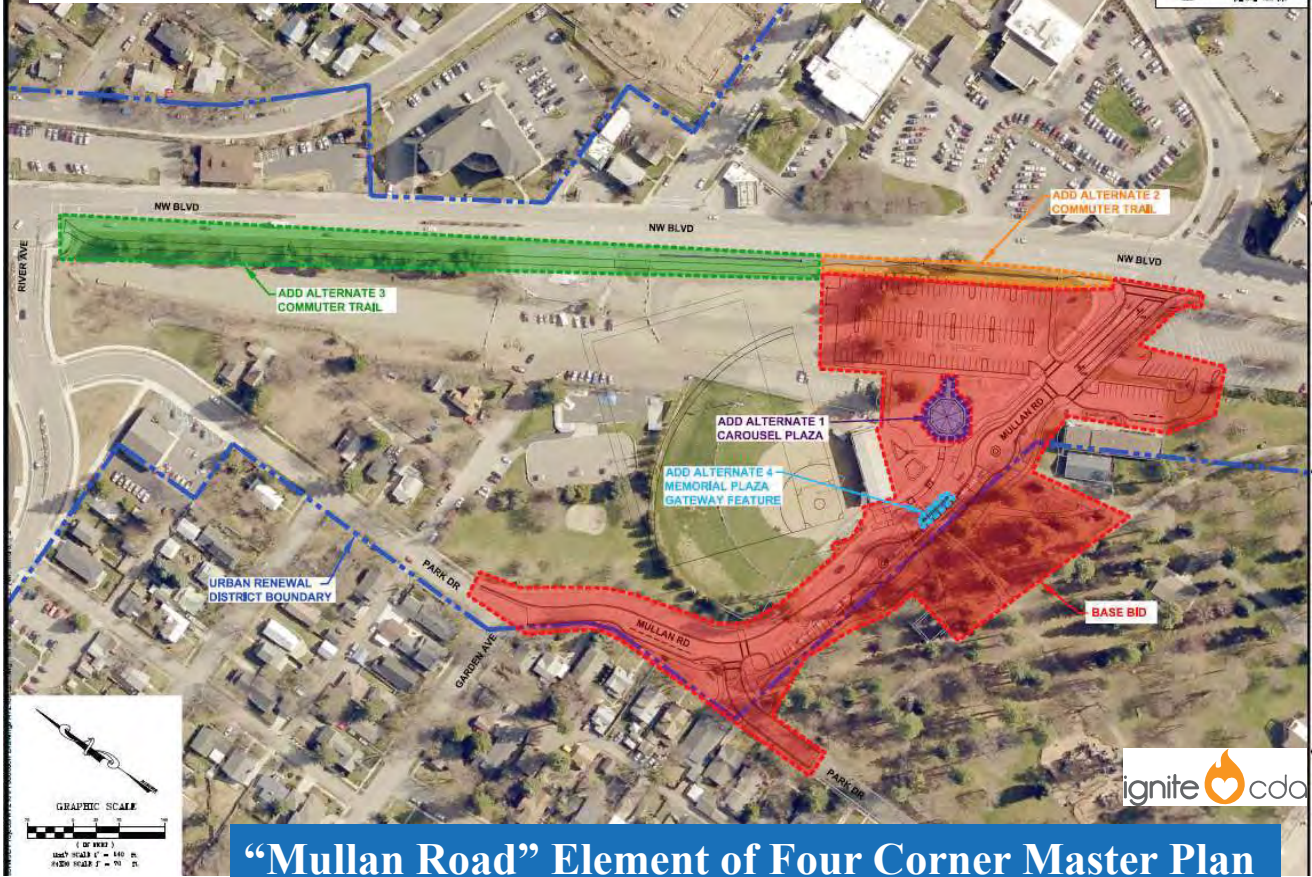 NW BLVD
NW BLVD
NW BLVD
ADD ALTERNATE 2
COMMUTER TRAIL
RIVER AVE
ADD ALTERNATE 3
COMMUTER TRAIL
ADD ALTERNATE 1
CAROUSEL PLAZA
MULLAN RD
ADD ALTERNATE 4
MEMORIAL PLAZA
GATEWAY FEATURE
URBAN RENEWAL
DISTRICT BOUNDARY
PARK DR
BASE BID
MULLAN RD
GARDEN AVE
PARK DR
ignite cda
GRAPHIC SCALE
( IN FEET )
“Mullan Road” Element of Four Corner Master Plan